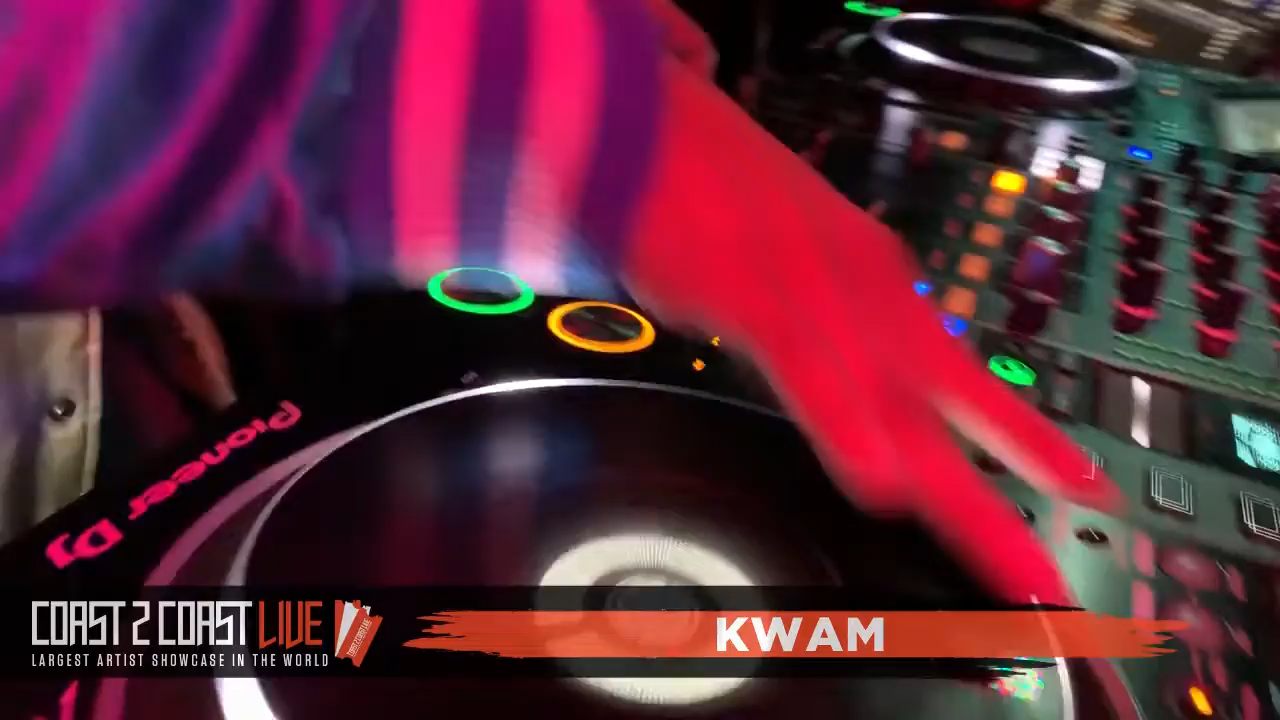 Pioneer Dj
COAST 2 COAST LIVE
LARGEST ARTIST SHOWCASE IN THE WORLD
KWAM